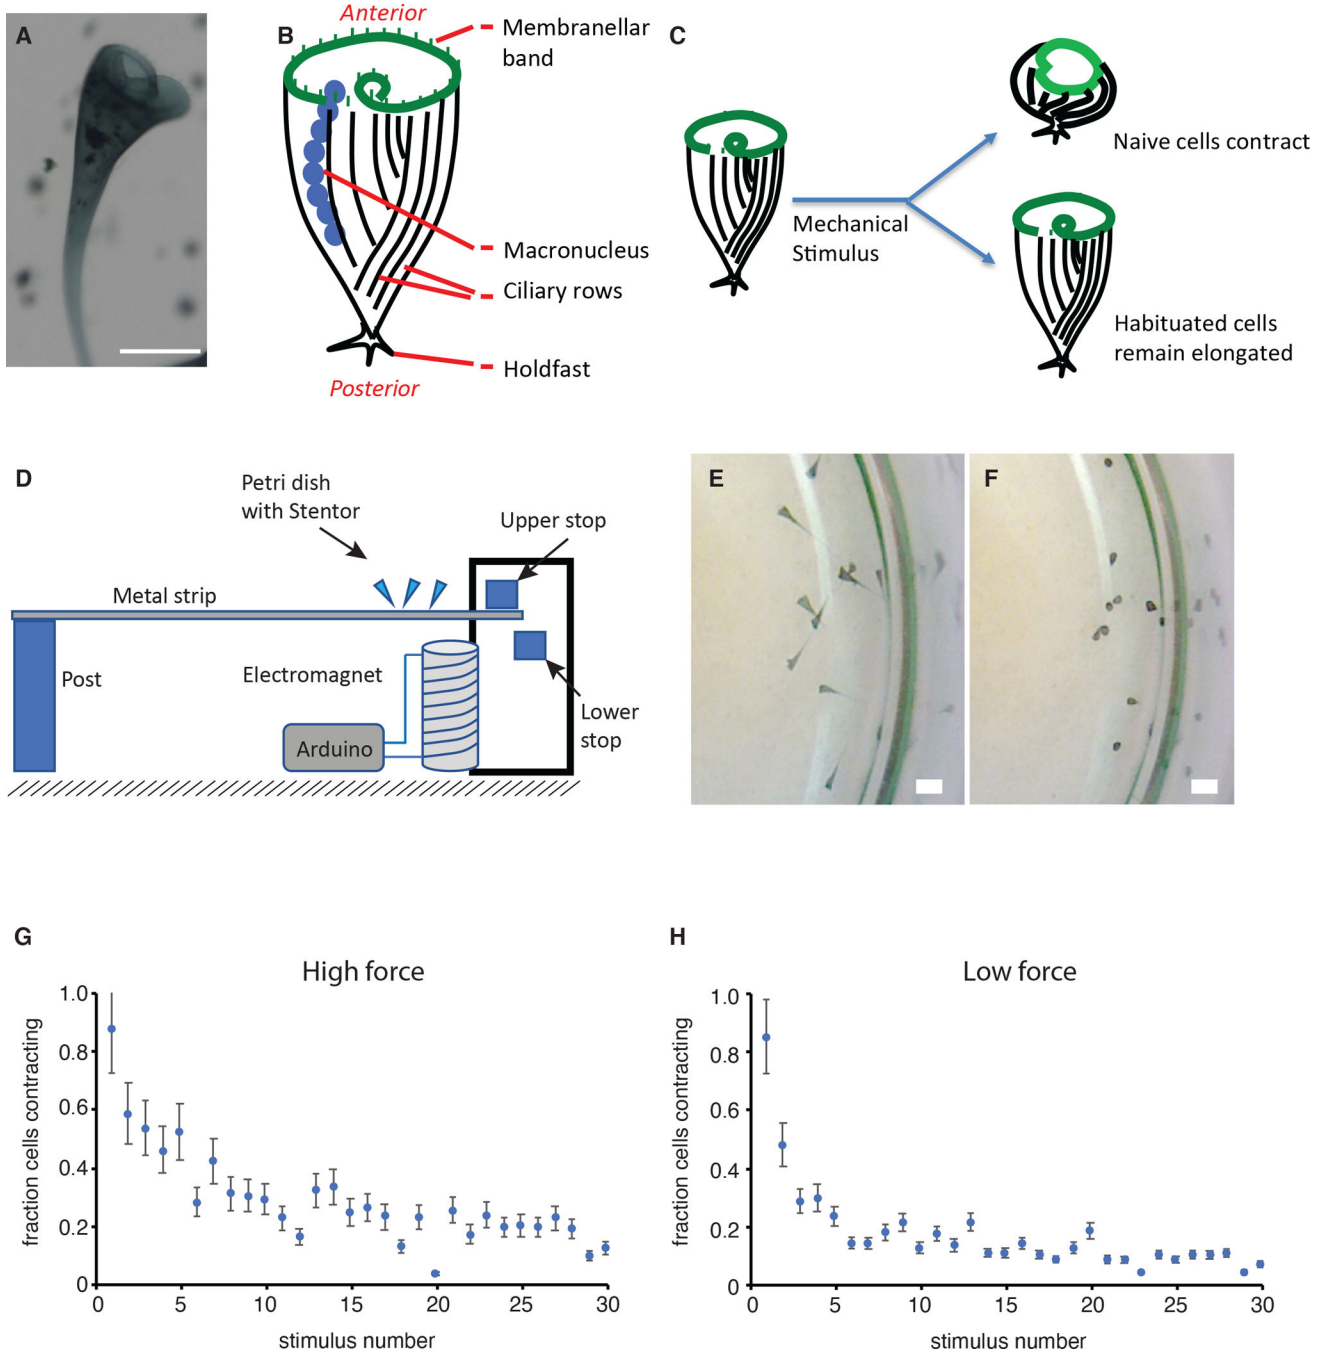 A
B
Anterior
Membranellar
band
Macronucleus
Ciliary rows
Holdfast
Posterior
C
Mechanical
Stimulus
Naive cells contract
Habituated cells
remain elongated
D
Petri dish
with Stentor
Upper stop
Metal strip
Post
Electromagnet
Arduino
Lower
stop
E
F
G
High force
fraction cells contracting
1.0
0.8
0.6
0.4
0.2
0
0 5 10 15 20 25 30
stimulus number
H
Low force
fraction cells contracting
1.0
0.8
0.6
0.4
0.2
0
0 5 10 15 20 25 30
stimulus number